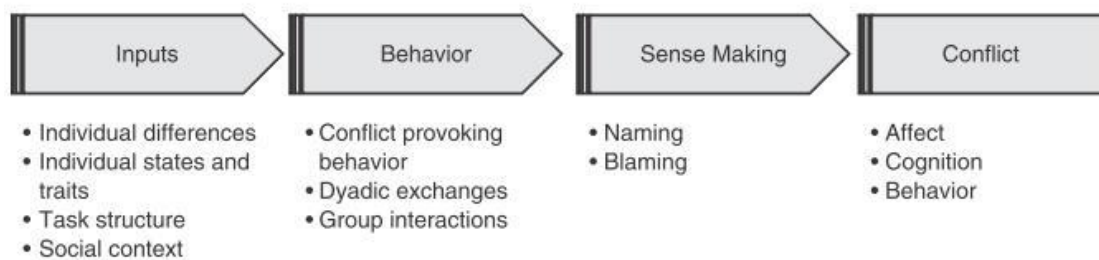 Inputs
Behavior
Sense Making
Conflict
• Individual differences
• Individual states and
traits
• Task structure
• Social context
• Conflict provoking
behavior
• Dyadic exchanges
• Group interactions
• Naming
• Blaming
• Affect
• Cognition
• Behavior